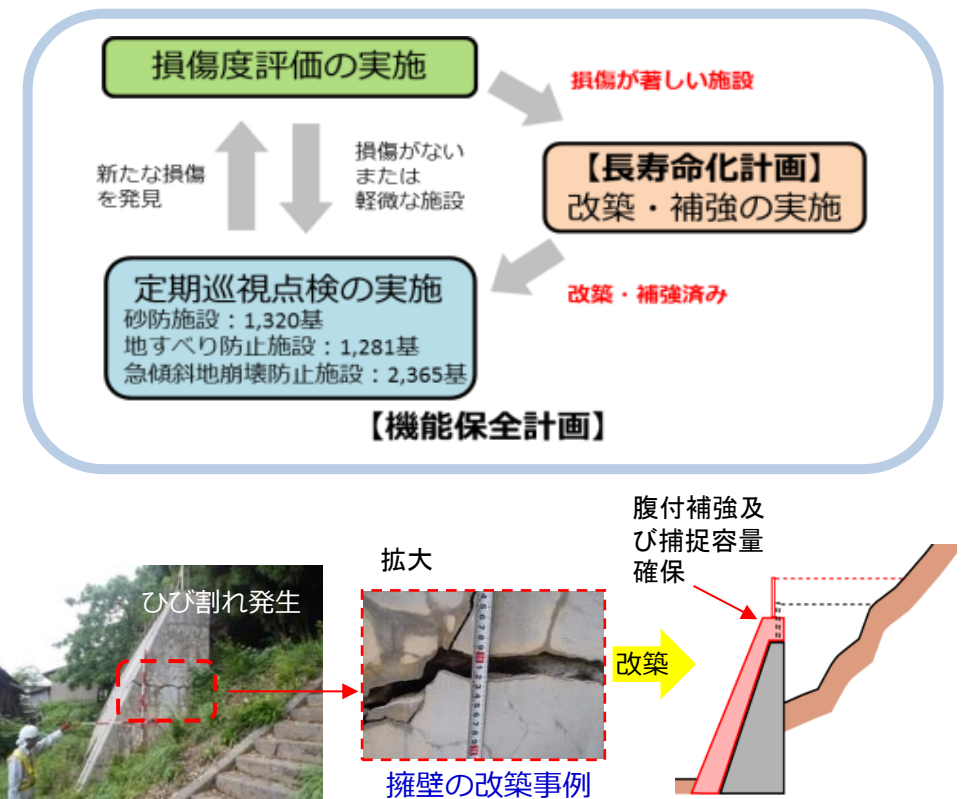 損傷度評価の実施
損傷が著しい施設
新たな損傷
を発見
損傷がない
または
軽微な施設
【長寿命化計画】
改築・補強の実施
定期巡視点検の実施
砂防施設：1,320基
地すべり防止施設：1,281基
急傾斜地崩壊防止施設：2,365基
改築・補強済み
【機能保全計画】
ひび割れ発生
拡大
改築
腹付補強及
び捕捉容量
確保
擁壁の改築事例